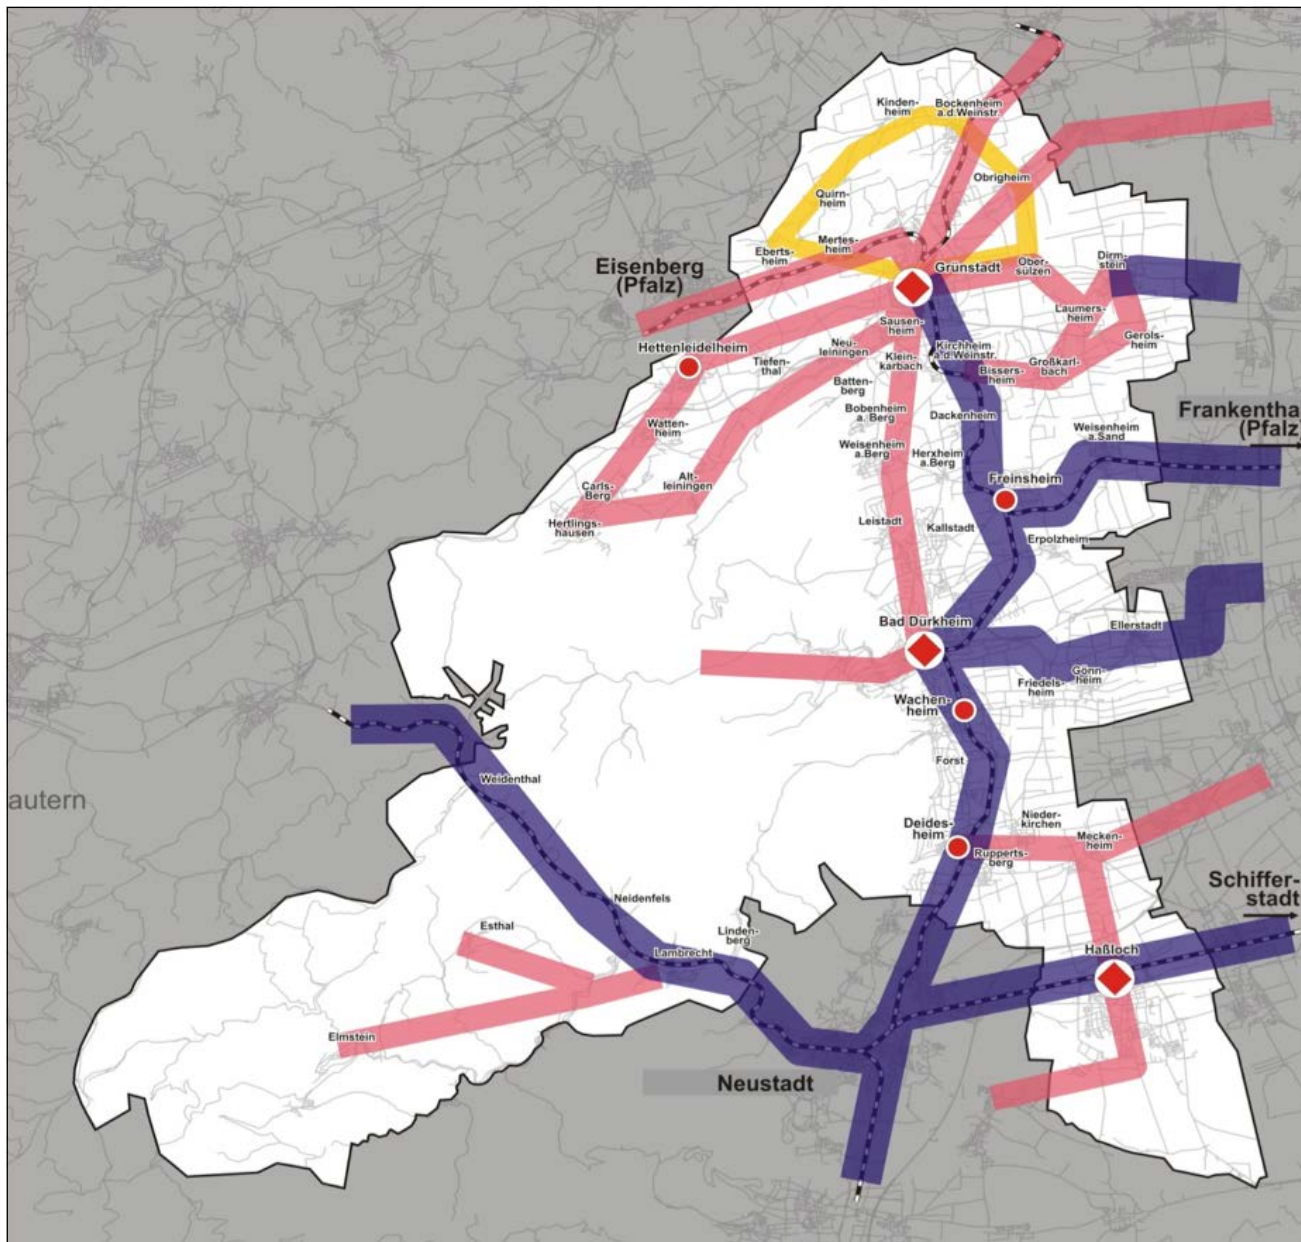 Kinden-
heim
Bockenheim
a.d.Weinstr.
Obrigheim
Quirn-
heim
Ebertsheim
Mertes-
heim
Eisenberg
(Pfalz)
Grünstadt
Ober-
sülzen
Dirm-
stein
Laumers-
heim
Gerols-
heim
Sausen-
heim
Hettenleidelheim
Tiefen-
thal
Neu-
leiningen
Klein-
karbach
Kirchheim
a.d.Weinstr.
Bissers-
heim
Großkarl-
bach
Batten-
berg
Bobenheim
a. Berg
Dackenheim
Frankentha
(Pfalz
Watten-
heim
Weisenheim
a.Berg
Herxheim
a.Berg
Weisenheim
a.Sand
Carls-
Berg
Alt-
leiningen
Freinsheim
Hertlings-
hausen
Leistadt
Kallstadt
Erpolzheim
Bad Dürkheim
Ellerstadt
Gönn-
heim
Friedels-
heim
Wachen-
heim
Forst
Weidenthal
autern
Deides-
heim
Nieder-
kirchen
Mecken-
heim
Rupperts-
berg
Schiffer-
stadt
Neidenfels
Esthal
Linden-
berg
Lambrecht
Haßloch
Elmstein
Neustadt